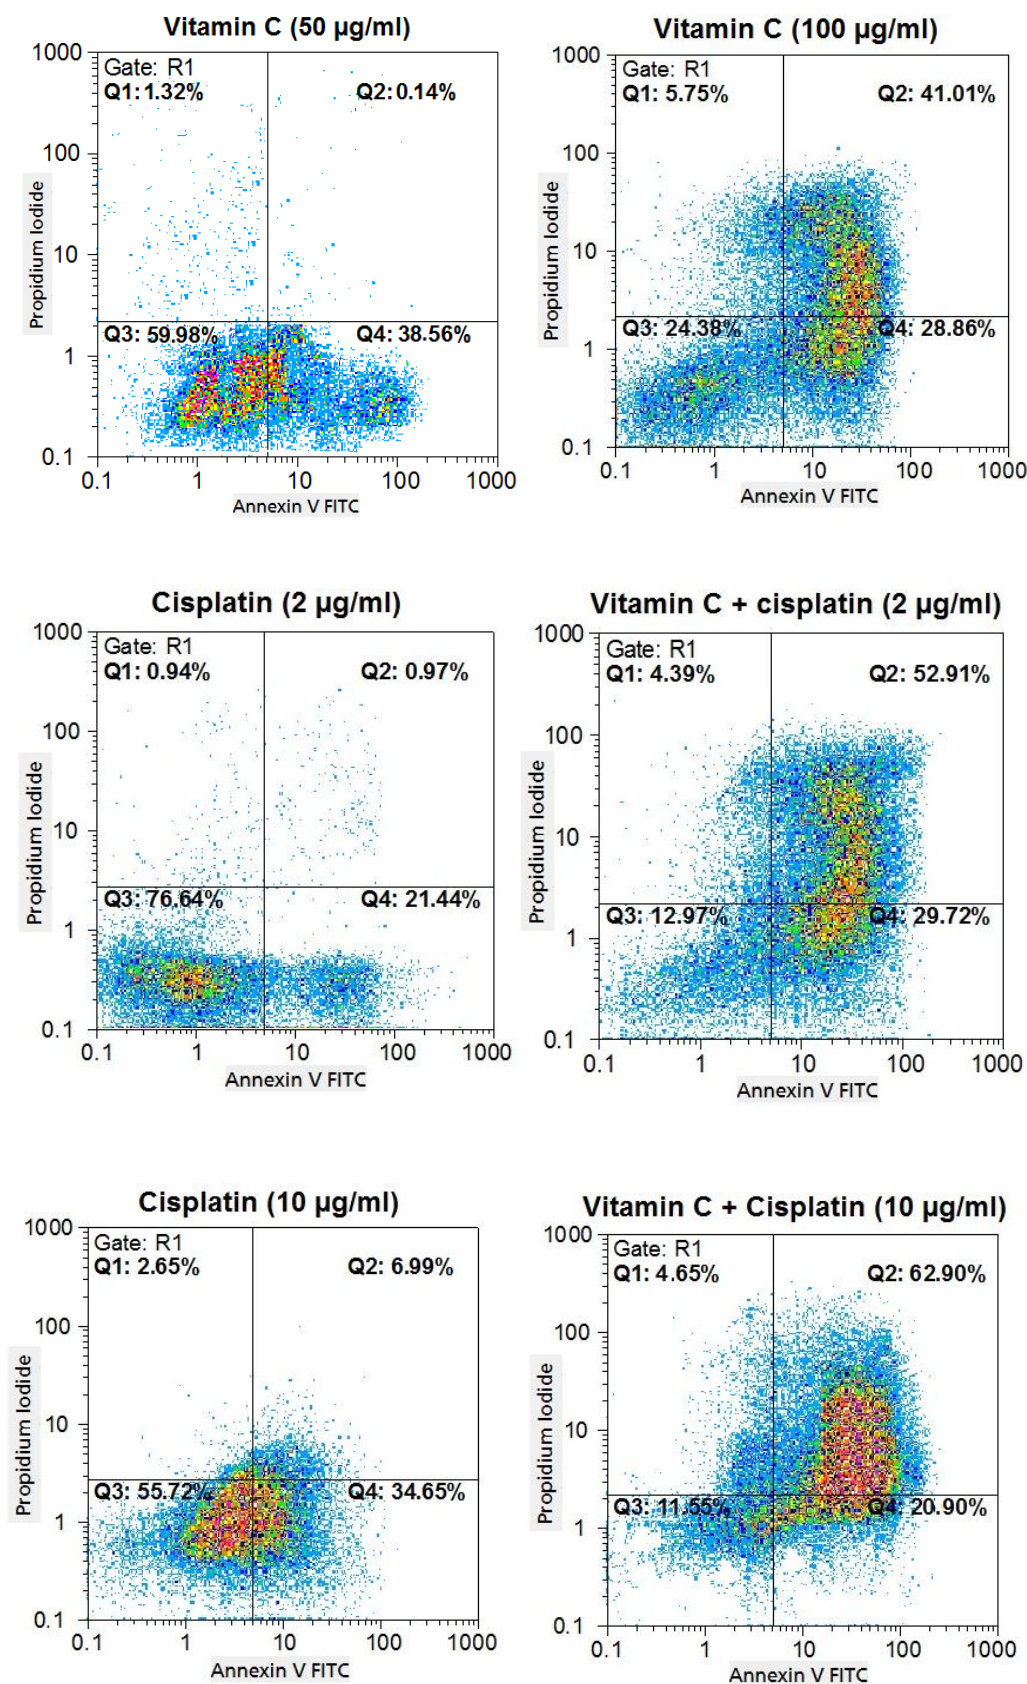 Vitamin C (50 µg/ml)
1000
Gate: R1
Q1: 1.32%
Q2: 0.14%
100
10
Q3: 59.98%
Q4: 38.56%
1
0.1
Propidium Iodide
0.1 1 10 100 1000
Annexin V FITC
Vitamin C (100 µg/ml)
1000
Gate: R1
Q1: 5.75%
Q2: 41.01%
100
10
Q3: 24.38%
Q4: 28.86%
1
0.1
Propidium Iodide
0.1 1 10 100 1000
Annexin V FITC
Cisplatin (2 µg/ml)
1000
Gate: R1
Q1: 0.94%
Q2: 0.97%
100
10
Q3: 76.64%
Q4: 21.44%
1
0.1
Propidium Iodide
0.1 1 10 100 1000
Annexin V FITC
Vitamin C + cisplatin (2 µg/ml)
1000
Gate: R1
Q1: 4.39%
Q2: 52.91%
100
10
Q3: 12.97%
Q4: 29.72%
1
0.1
Propidium Iodide
0.1 1 10 100 1000
Annexin V FITC
Cisplatin (10 µg/ml)
1000
Gate: R1
Q1: 2.65%
Q2: 6.99%
100
10
Q3: 55.72%
Q4: 34.65%
1
0.1
Propidium Iodide
0.1 1 10 100 1000
Annexin V FITC
Vitamin C + Cisplatin (10 µg/ml)
1000
Gate: R1
Q1: 4.65%
Q2: 62.90%
100
10
Q3: 11.55%
Q4: 20.90%
1
0.1
Propidium Iodide
0.1 1 10 100 1000
Annexin V FITC